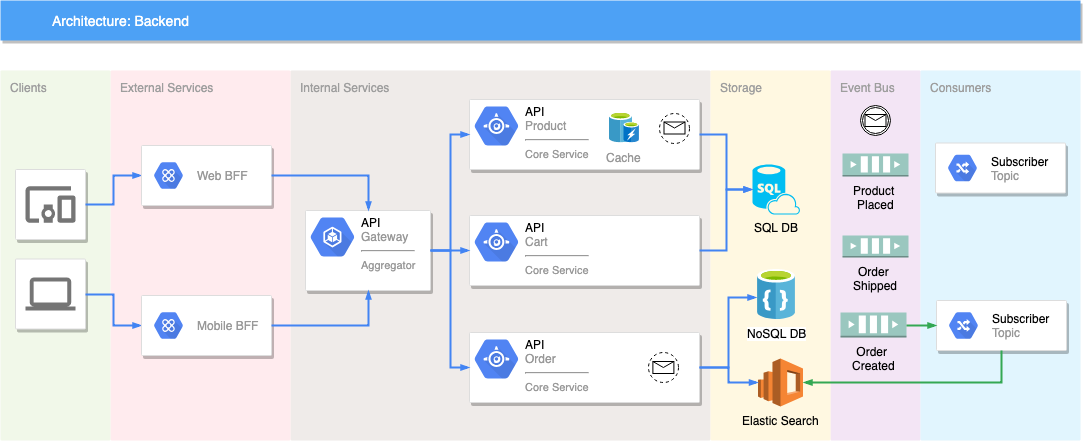 Architecture: Backend
Clients
External Services
Internal Services
Storage
Event Bus
Consumers
Web BFF
Mobile BFF
API
Gateway
Aggregator
API
Product
Core Service
Cache
API
Cart
Core Service
API
Order
Core Service
SQL
SQL DB
NoSQL DB
Elastic Search
Product
Placed
Order
Shipped
Order
Created
Subscriber
Topic
Subscriber
Topic